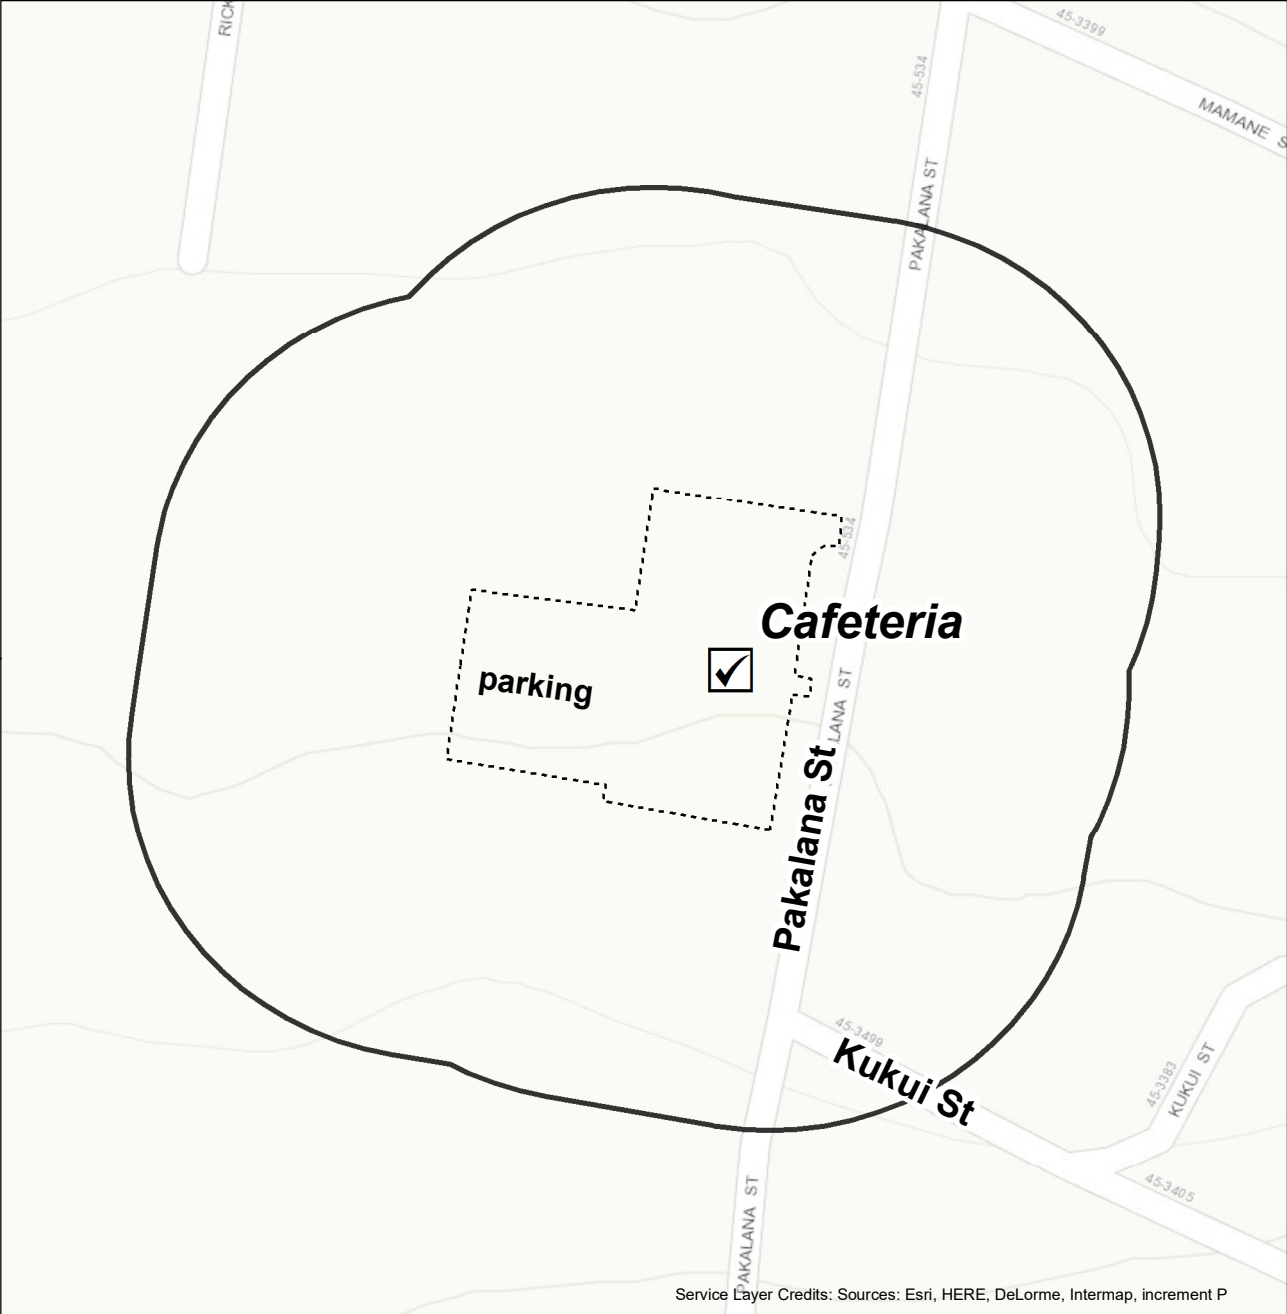 RICK
45-3399
45-534
MAMANE S
PAKALANA ST
45-534
Cafeteria
parking
LANA ST
Pakalana St
45-3499
Kukui St
45-3383
KUKUI ST
45-3405
PAKALANA ST
Service Layer Credits: Sources: Esri, HERE, DeLorme, Intermap, increment P